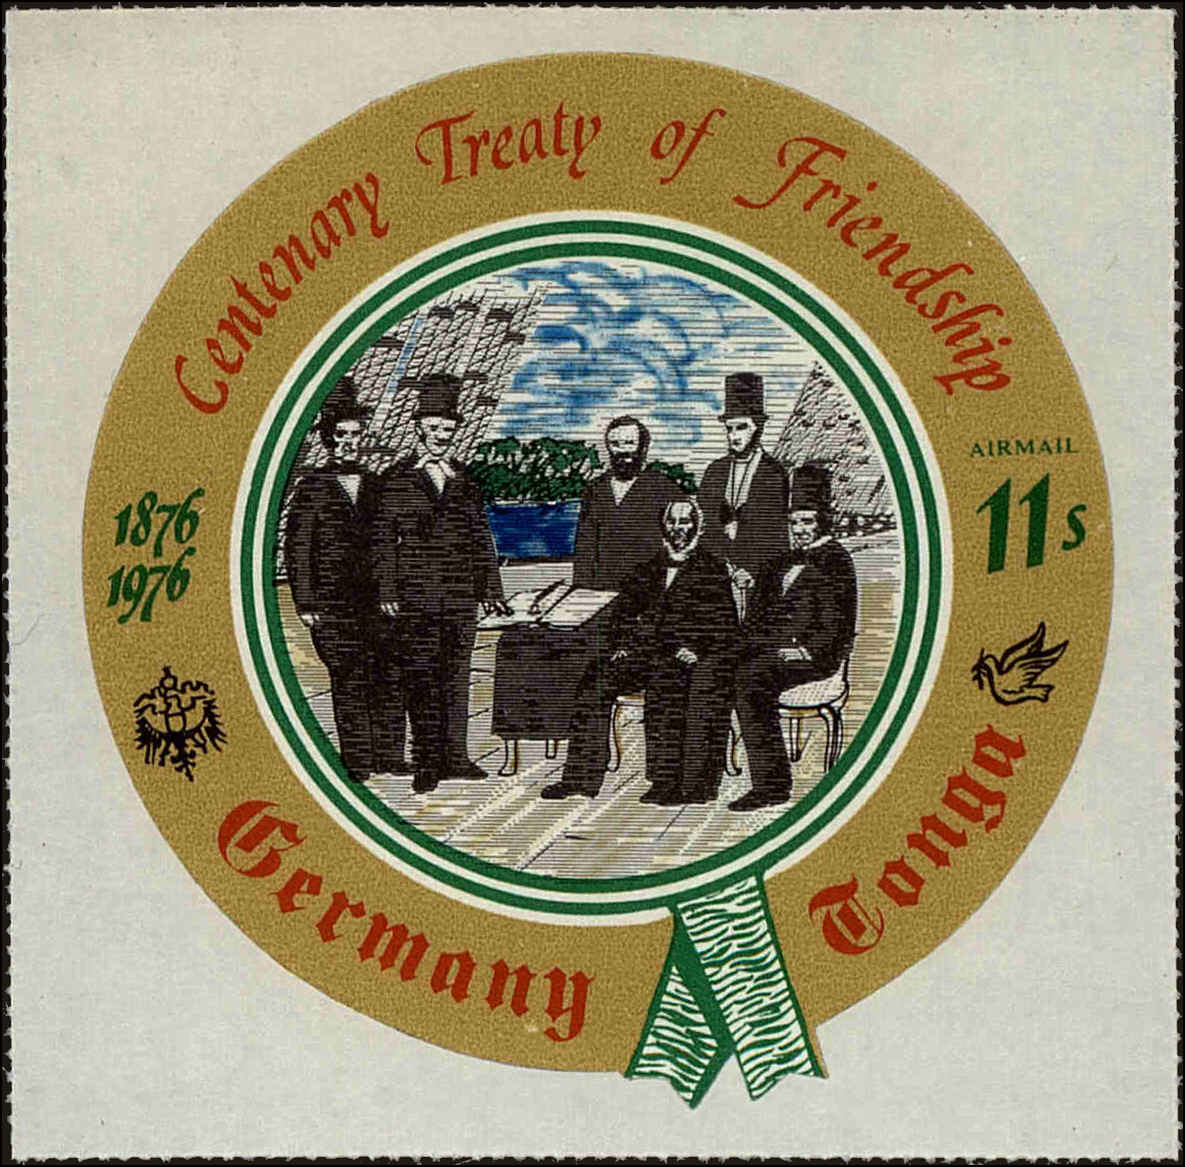 Centenary Treaty of Friendship
AIRMAIL
11s
1876
1976
Germany
Tonga